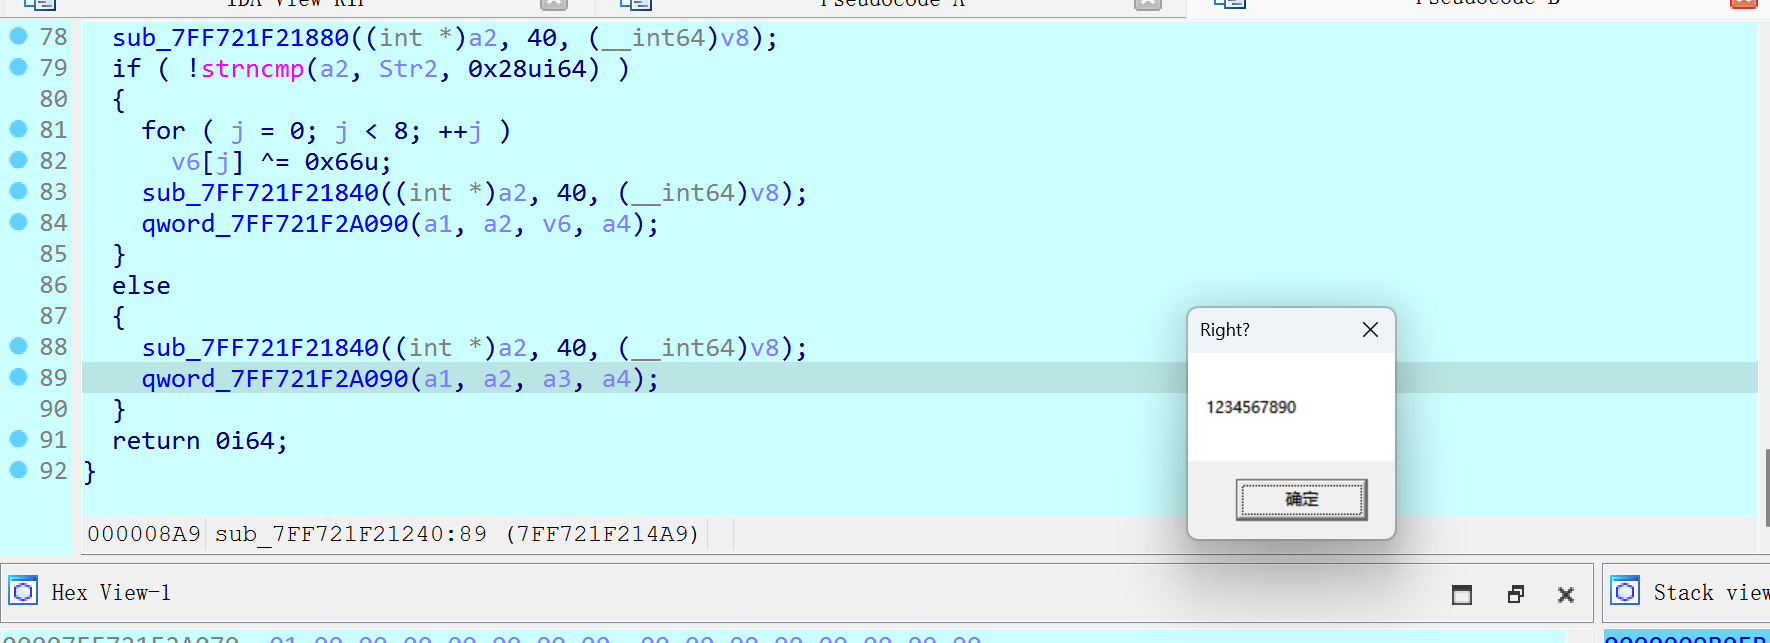 IDA View-RIP
Pseudocode-A
Pseudocode-B
78 sub_7FF721F21880((int *)a2, 40, (__int64)v8);
79 if ( !strncmp(a2, Str2, 0x28ui64) )
80 {
81 for ( j = 0; j < 8; ++j )
82 v6[j] ^= 0x66u;
83 sub_7FF721F21840((int *)a2, 40, (__int64)v8);
84 qword_7FF721F2A090(a1, a2, v6, a4);
85 }
86 else
87 {
88 sub_7FF721F21840((int *)a2, 40, (__int64)v8);
89 qword_7FF721F2A090(a1, a2, a3, a4);
90 }
91 return 0i64;
92 }
Right?
1234567890
确定
000008A9 sub_7FF721F21240:89 (7FF721F214A9)
Hex View-1
Stack view